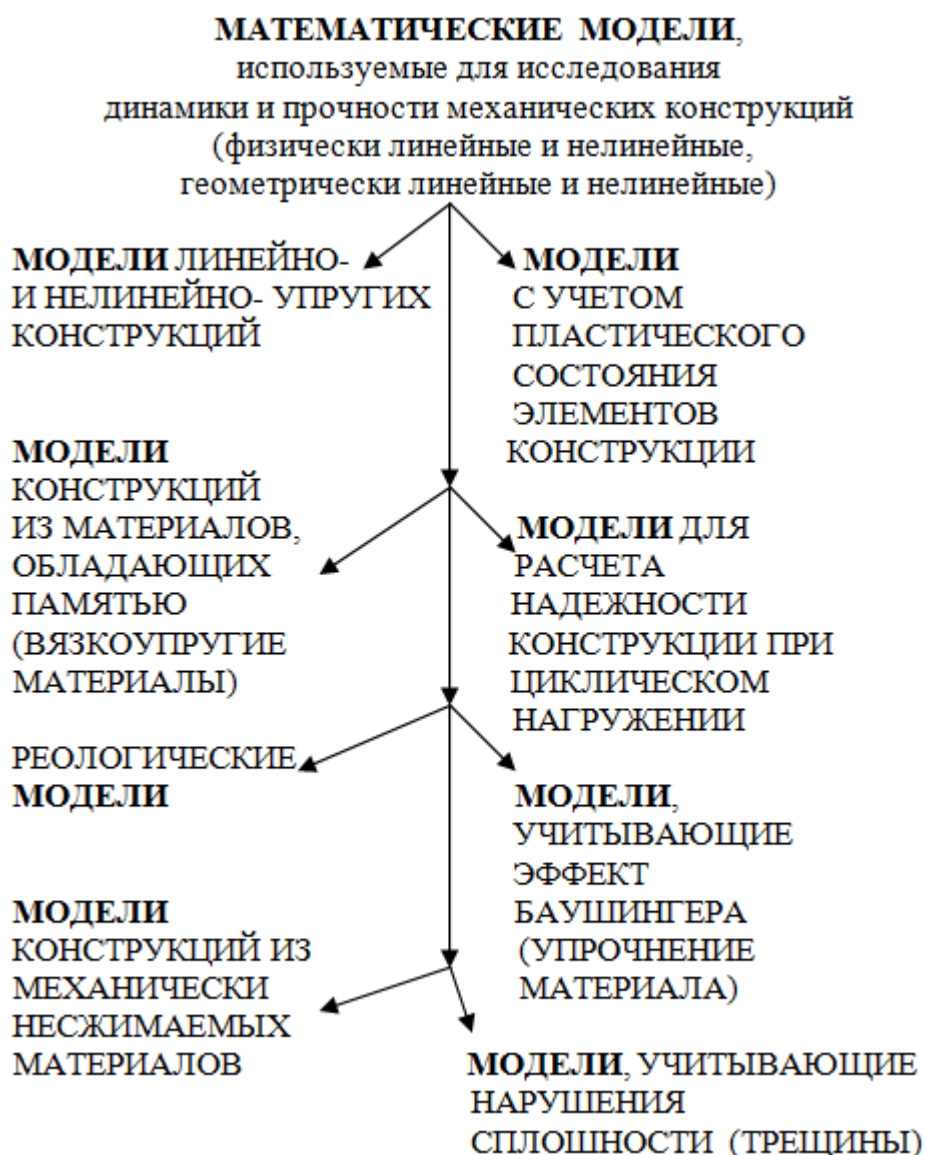 МАТЕМАТИЧЕСКИЕ МОДЕЛИ,
используемые для исследования
динамики и прочности механических конструкций
(физически линейные и нелинейные,
геометрически линейные и нелинейные)
МОДЕЛИ ЛИНЕЙНО-
И НЕЛИНЕЙНО- УПРУГИХ
КОНСТРУКЦИЙ
МОДЕЛИ
С УЧЕТОМ
ПЛАСТИЧЕСКОГО
СОСТОЯНИЯ
ЭЛЕМЕНТОВ
КОНСТРУКЦИИ
МОДЕЛИ
КОНСТРУКЦИЙ
ИЗ МАТЕРИАЛОВ,
ОБЛАДАЮЩИХ
ПАМЯТЬЮ
(ВЯЗКОУПРУГИЕ
МАТЕРИАЛЫ)
МОДЕЛИ ДЛЯ
РАСЧЕТА
НАДЕЖНОСТИ
КОНСТРУКЦИИ ПРИ
ЦИКЛИЧЕСКОМ
НАГРУЖЕНИИ
РЕОЛОГИЧЕСКИЕ
МОДЕЛИ
МОДЕЛИ,
УЧИТЫВАЮЩИЕ
ЭФФЕКТ
БАУШИНГЕРА
(УПРОЧНЕНИЕ
МАТЕРИАЛА)
МОДЕЛИ
КОНСТРУКЦИЙ ИЗ
МЕХАНИЧЕСКИ
НЕСЖИМАЕМЫХ
МАТЕРИАЛОВ
МОДЕЛИ, УЧИТЫВАЮЩИЕ
НАРУШЕНИЯ
СПЛОШНОСТИ (ТРЕЩИНЫ)